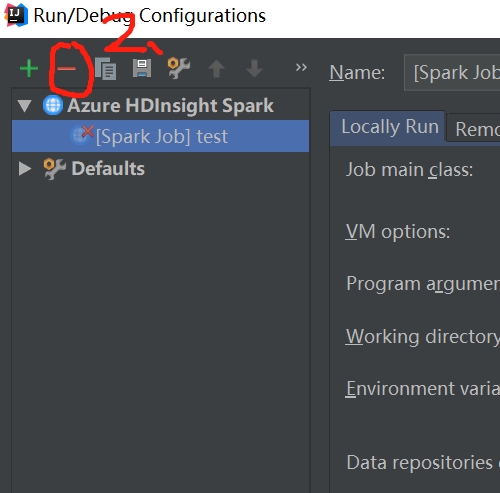 Run/Debug Configurations
2、
Name: [Spark Job
Azure HDInsight Spark
[Spark Job] test
Defaults
Locally Run Remo
Job main class:
VM options:
Program argumen
Working directory
Environment varia
Data repositories